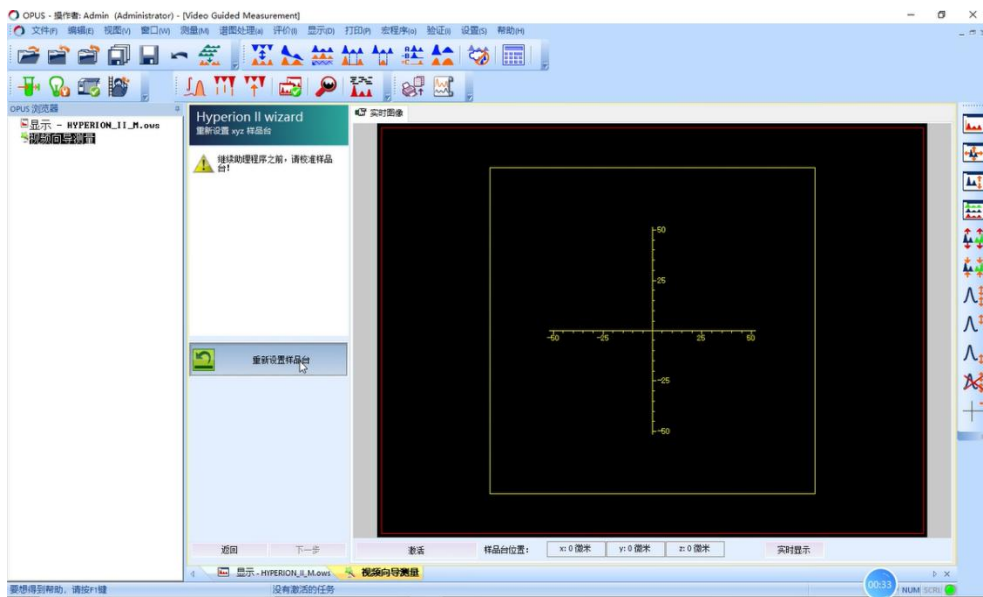 OPUS - 操作者: Admin (Administrator) - [Video Guided Measurement]
文件(F) 编辑(E) 视图(V) 窗口(W) 测量(M) 谱图处理(a) 评价(I) 显示(D) 打印(P) 宏程序(o) 验证(i) 设置(S) 帮助(H)
OPUS 浏览器
显示 - HYPERION_II_M.ows
视频向导测量
Hyperion II wizard
重新设置 xyz 样品台
继续助理程序之前，请校准样品
台！
重新设置样品台
返回 下一步
实时图像
50
25
-50 -25 25 50
-25
-50
激活 样品台位置： x: 0 微米 y: 0 微米 z: 0 微米 实时显示
显示 - HYPERION_II_M.ows 视频向导测量
要想得到帮助，请按F1键 没有激活的任务 00:33 NUM SCRL